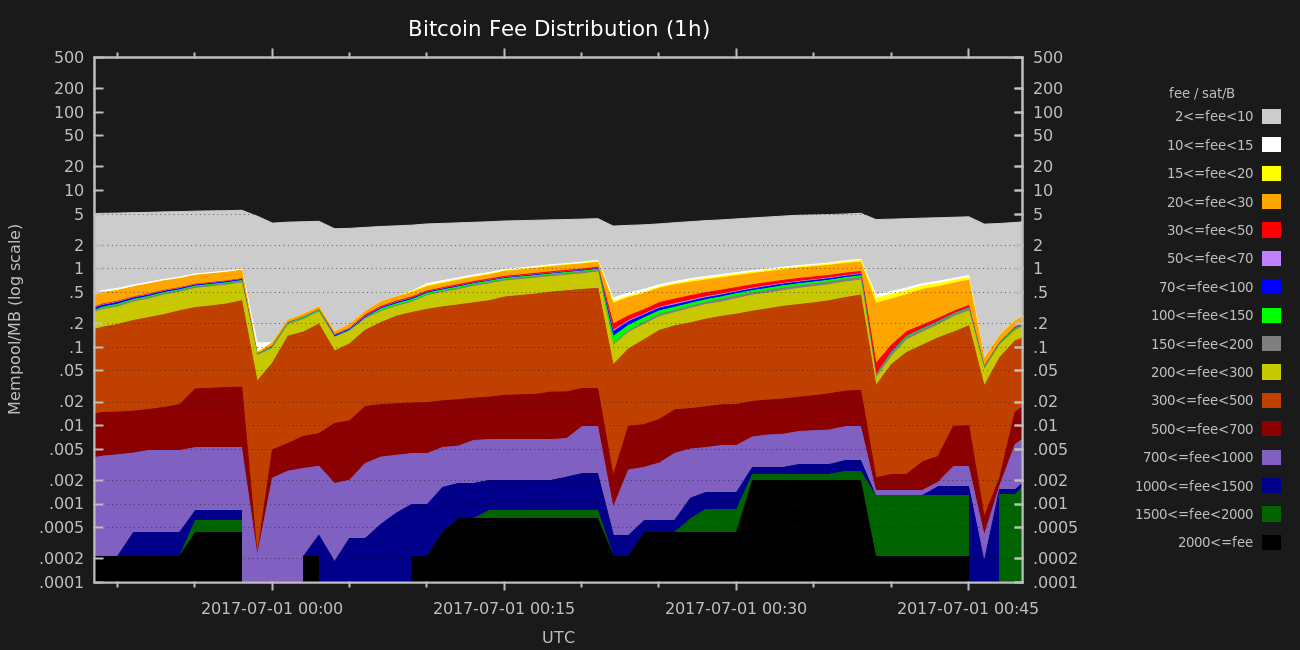 Bitcoin Fee Distribution (1h)
Mempool/MB (log scale)
500
200
100
50
20
10
5
2
1
.5
.2
.1
.05
.02
.01
.005
.002
.001
.0005
.0002
.0001
500
200
100
50
20
10
5
2
1
.5
.2
.1
.05
.02
.01
.005
.002
.001
.0005
.0002
.0001
2017-07-01 00:00
2017-07-01 00:15
2017-07-01 00:30
2017-07-01 00:45
UTC
fee / sat/B
2<=fee<10
10<=fee<15
15<=fee<20
20<=fee<30
30<=fee<50
50<=fee<70
70<=fee<100
100<=fee<150
150<=fee<200
200<=fee<300
300<=fee<500
500<=fee<700
700<=fee<1000
1000<=fee<1500
1500<=fee<2000
2000<=fee